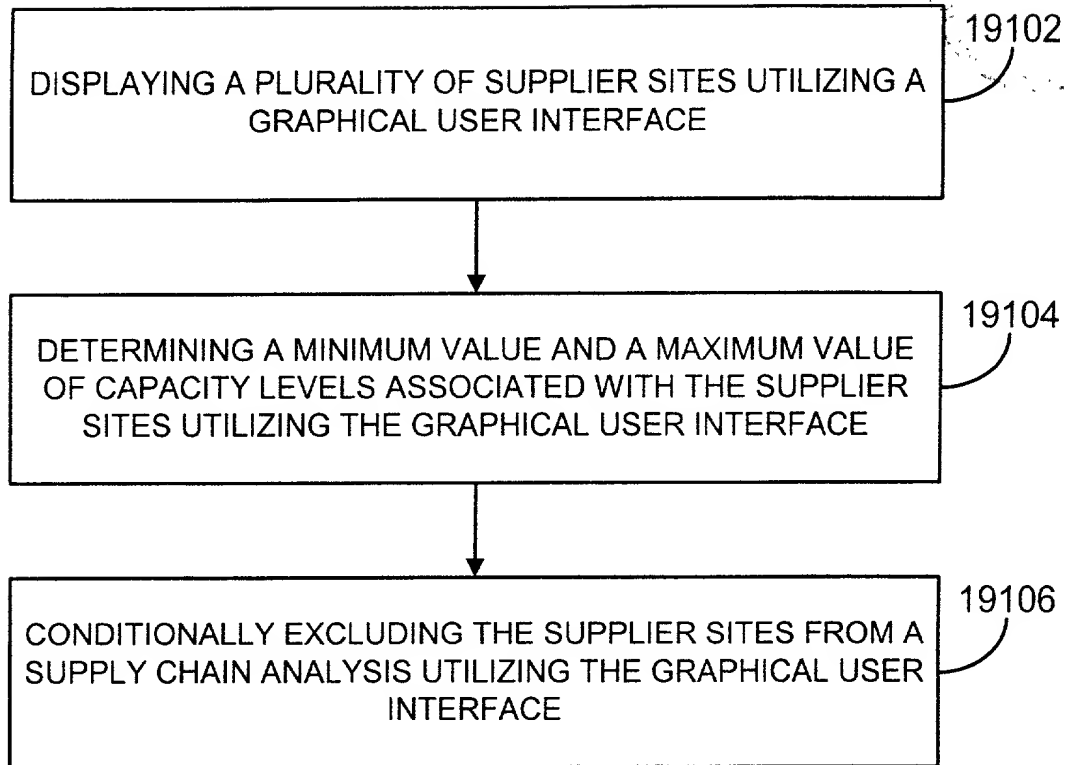 19102
DISPLAYING A PLURALITY OF SUPPLIER SITES UTILIZING A
GRAPHICAL USER INTERFACE
19104
DETERMINING A MINIMUM VALUE AND A MAXIMUM VALUE
OF CAPACITY LEVELS ASSOCIATED WITH THE SUPPLIER
SITES UTILIZING THE GRAPHICAL USER INTERFACE
19106
CONDITIONALLY EXCLUDING THE SUPPLIER SITES FROM A
SUPPLY CHAIN ANALYSIS UTILIZING THE GRAPHICAL USER
INTERFACE